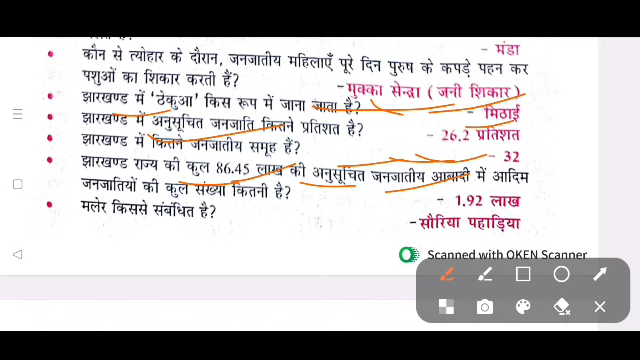 – मंडा
• कौन से त्योहार के दौरान, जनजातीय महिलाएँ पूरे दिन पुरुष के कपड़े पहन कर
पशुओं का शिकार करती हैं?
– मुक्का सेन्द्रा (जनी शिकार)
• झारखण्ड में 'ठेकुआ' किस रूप में जाना जाता है?
– मिठाई
• झारखण्ड में अनुसूचित जनजाति कितने प्रतिशत है?
– 26.2 प्रतिशत
• झारखण्ड में कितने जनजातीय समूह हैं?
– 32
• झारखण्ड राज्य की कुल 86.45 लाख की अनुसूचित जनजातीय आबादी में आदिम
जनजातियों की कुल संख्या कितनी है?
– 1.92 लाख
• मलेर किससे संबंधित है?
–सौरिया पहाड़िया
Scanned with OKEN Scanner